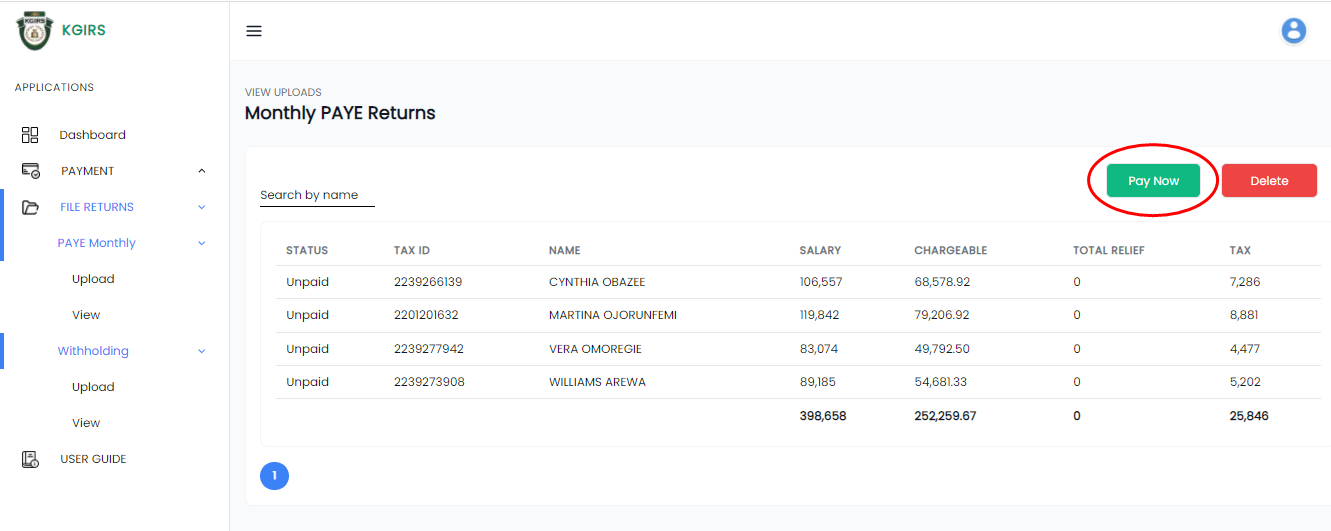 KGIRS
APPLICATIONS
Dashboard
PAYMENT
FILE RETURNS
PAYE Monthly
Upload
View
Withholding
Upload
View
USER GUIDE
VIEW UPLOADS
Monthly PAYE Returns
Search by name
Pay Now Delete
STATUS TAX ID NAME SALARY CHARGEABLE TOTAL RELIEF TAX
Unpaid 2239266139 CYNTHIA OBAZEE 106,557 68,578.92 0 7,286
Unpaid 2201201632 MARTINA OJORUNFEMI 119,842 79,206.92 0 8,881
Unpaid 2239277942 VERA OMOREGIE 83,074 49,792.50 0 4,477
Unpaid 2239273908 WILLIAMS AREWA 89,185 54,681.33 0 5,202
398,658 252,259.67 0 25,846
1